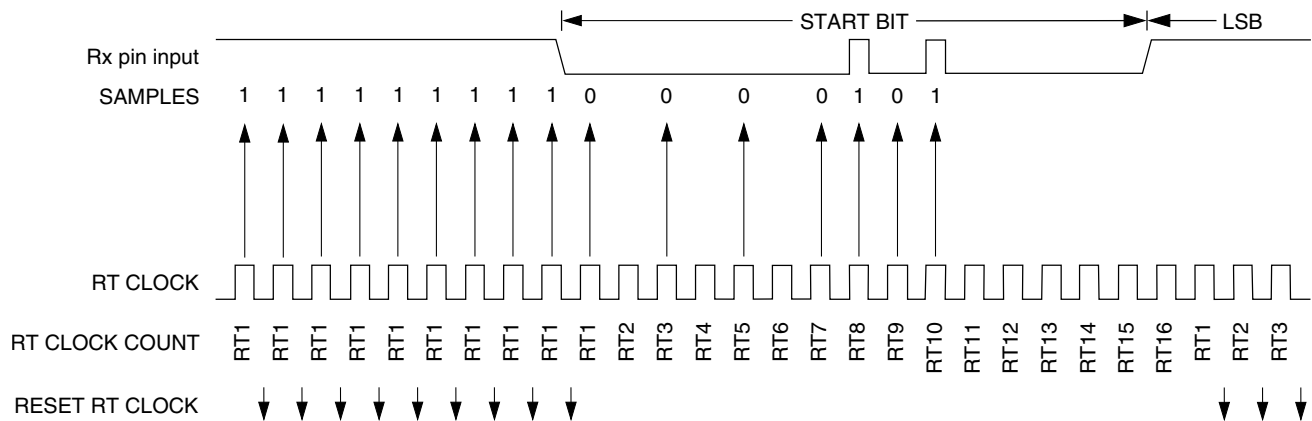 START BIT LSB
Rx pin input
SAMPLES 1 1 1 1 1 1 1 1 1 0 0 0 0 1 0 1
RT CLOCK
RT CLOCK COUNT RT1 RT1 RT1 RT1 RT1 RT1 RT1 RT1 RT1 RT1 RT2 RT3 RT4 RT5 RT6 RT7 RT8 RT9 RT10 RT11 RT12 RT13 RT14 RT15 RT16 RT1 RT2 RT3
RESET RT CLOCK